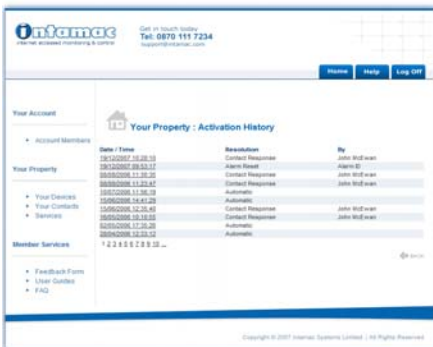 intamac
internet accessed monitoring & control
Get in touch today
Tel: 0870 111 7234
support@intamac.com
Home Help Log Off
Your Account
Account Members
Your Property
Your Devices
Your Contacts
Services
Member Services
Feedback Form
User Guides
FAQ
Your Property : Activation History
Date / Time Resolution By
19/12/2007 10:28:10 Contact Response John McEwan
19/12/2007 09:53:17 Alarm Reset Alarm ID
Contact Response John McEwan
Contact Response John McEwan
Automatic
Automatic
Contact Response John McEwan
Contact Response John McEwan
Automatic
Automatic
1 2 3 4 5 6 7 8 9 10 ...
BACK
Copyright © 2007 Intamac Systems Limited | All Rights Reserved